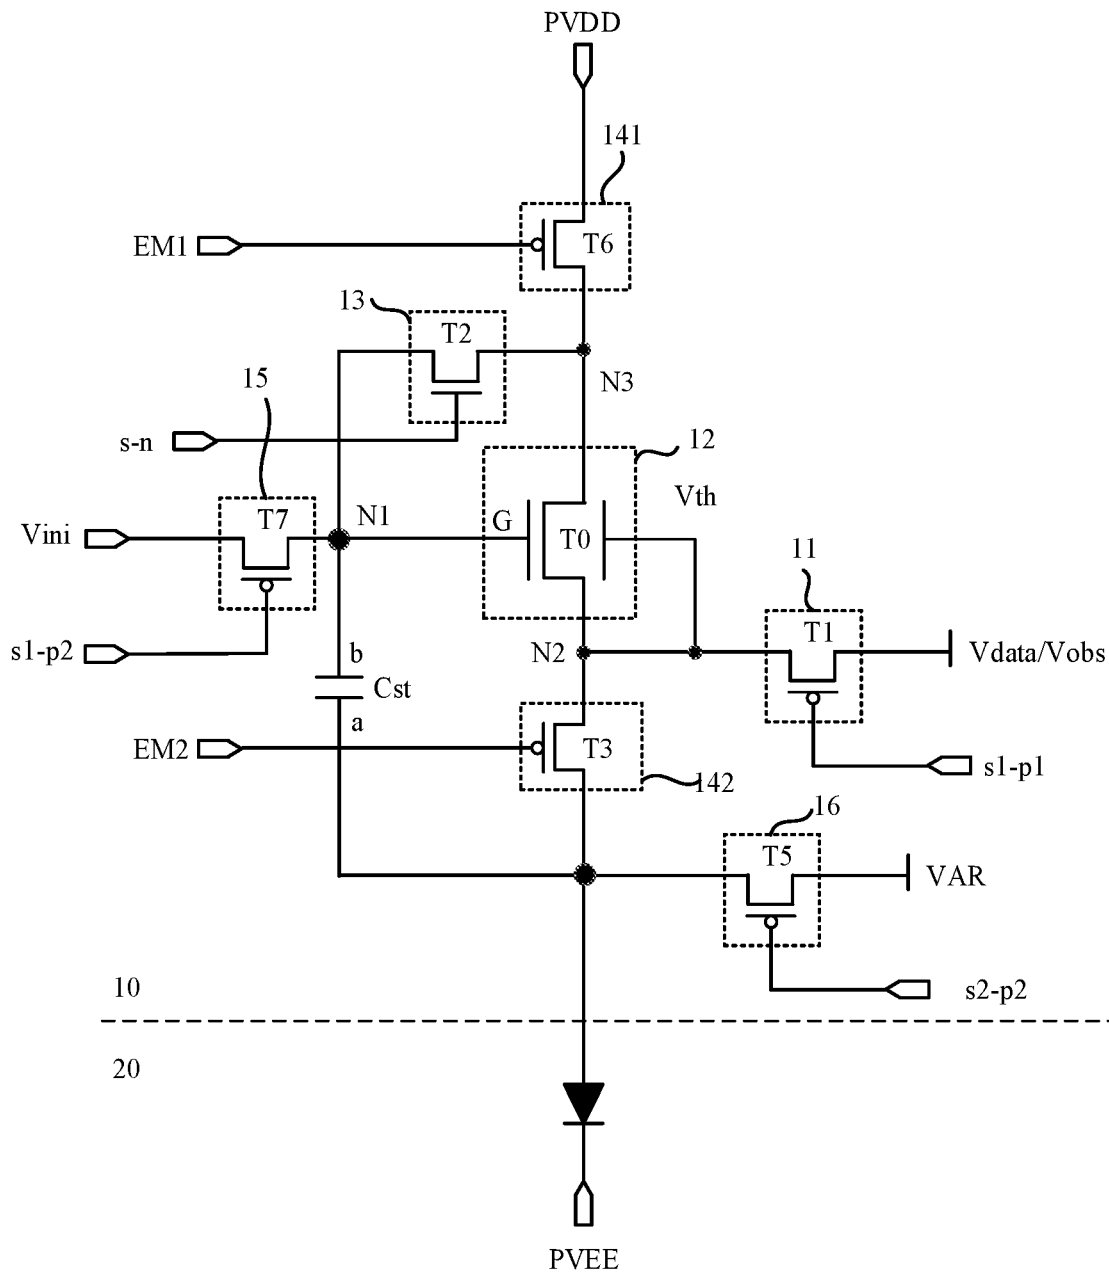 PVDD
141
EM1
T6
13
T2
N3
15
s-n
12
Vth
T7
N1
G
T0
Vini
11
T1
s1-p2
b
N2
Vdata/Vobs
Cst
a
EM2
T3
142
s1-p1
16
T5
VAR
10
s2-p2
20
PVEE